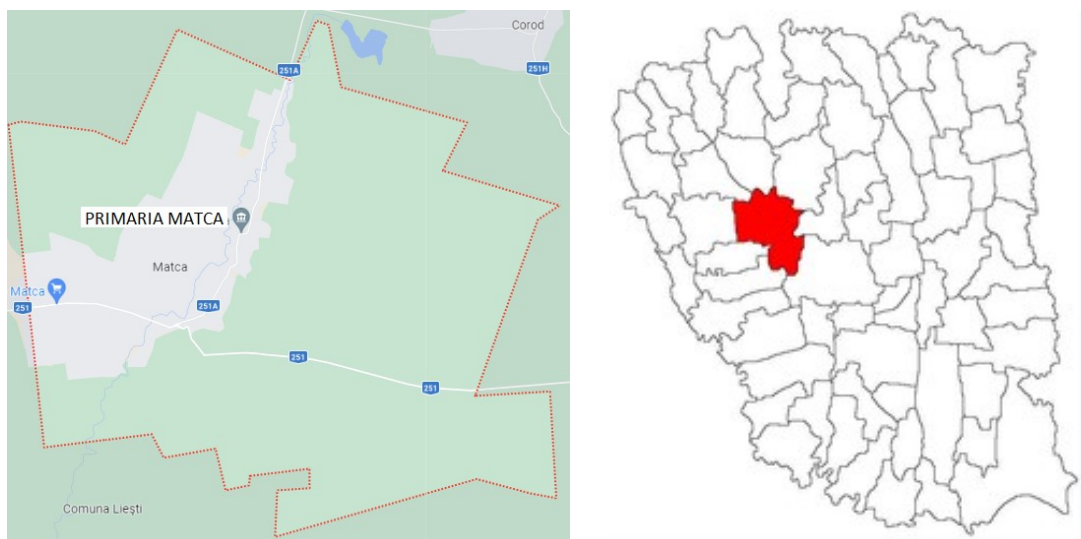 Corod
251A
251H
PRIMARIA MATCA
Matca
Matca
251
251A
251
251
Comuna Liești